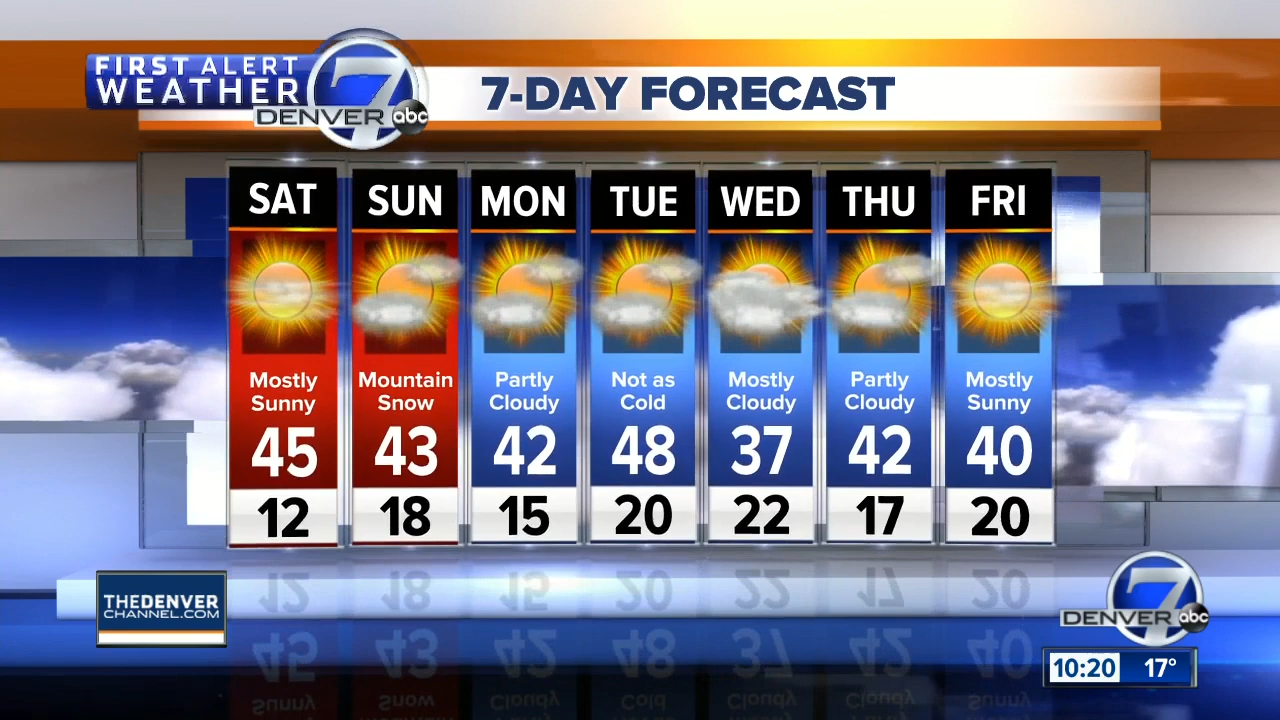 FIRST ALERT
WEATHER
7
DENVER
abc
7-DAY FORECAST
SAT
SUN
MON
TUE
WED
THU
FRI
Mostly
Sunny
Mountain
Snow
Partly
Cloudy
Not as
Cold
Mostly
Cloudy
Partly
Cloudy
Mostly
Sunny
45
43
42
48
37
42
40
12
18
15
20
22
17
20
THEDENVER
CHANNEL.COM
7
DENVER
abc
10:20 17°